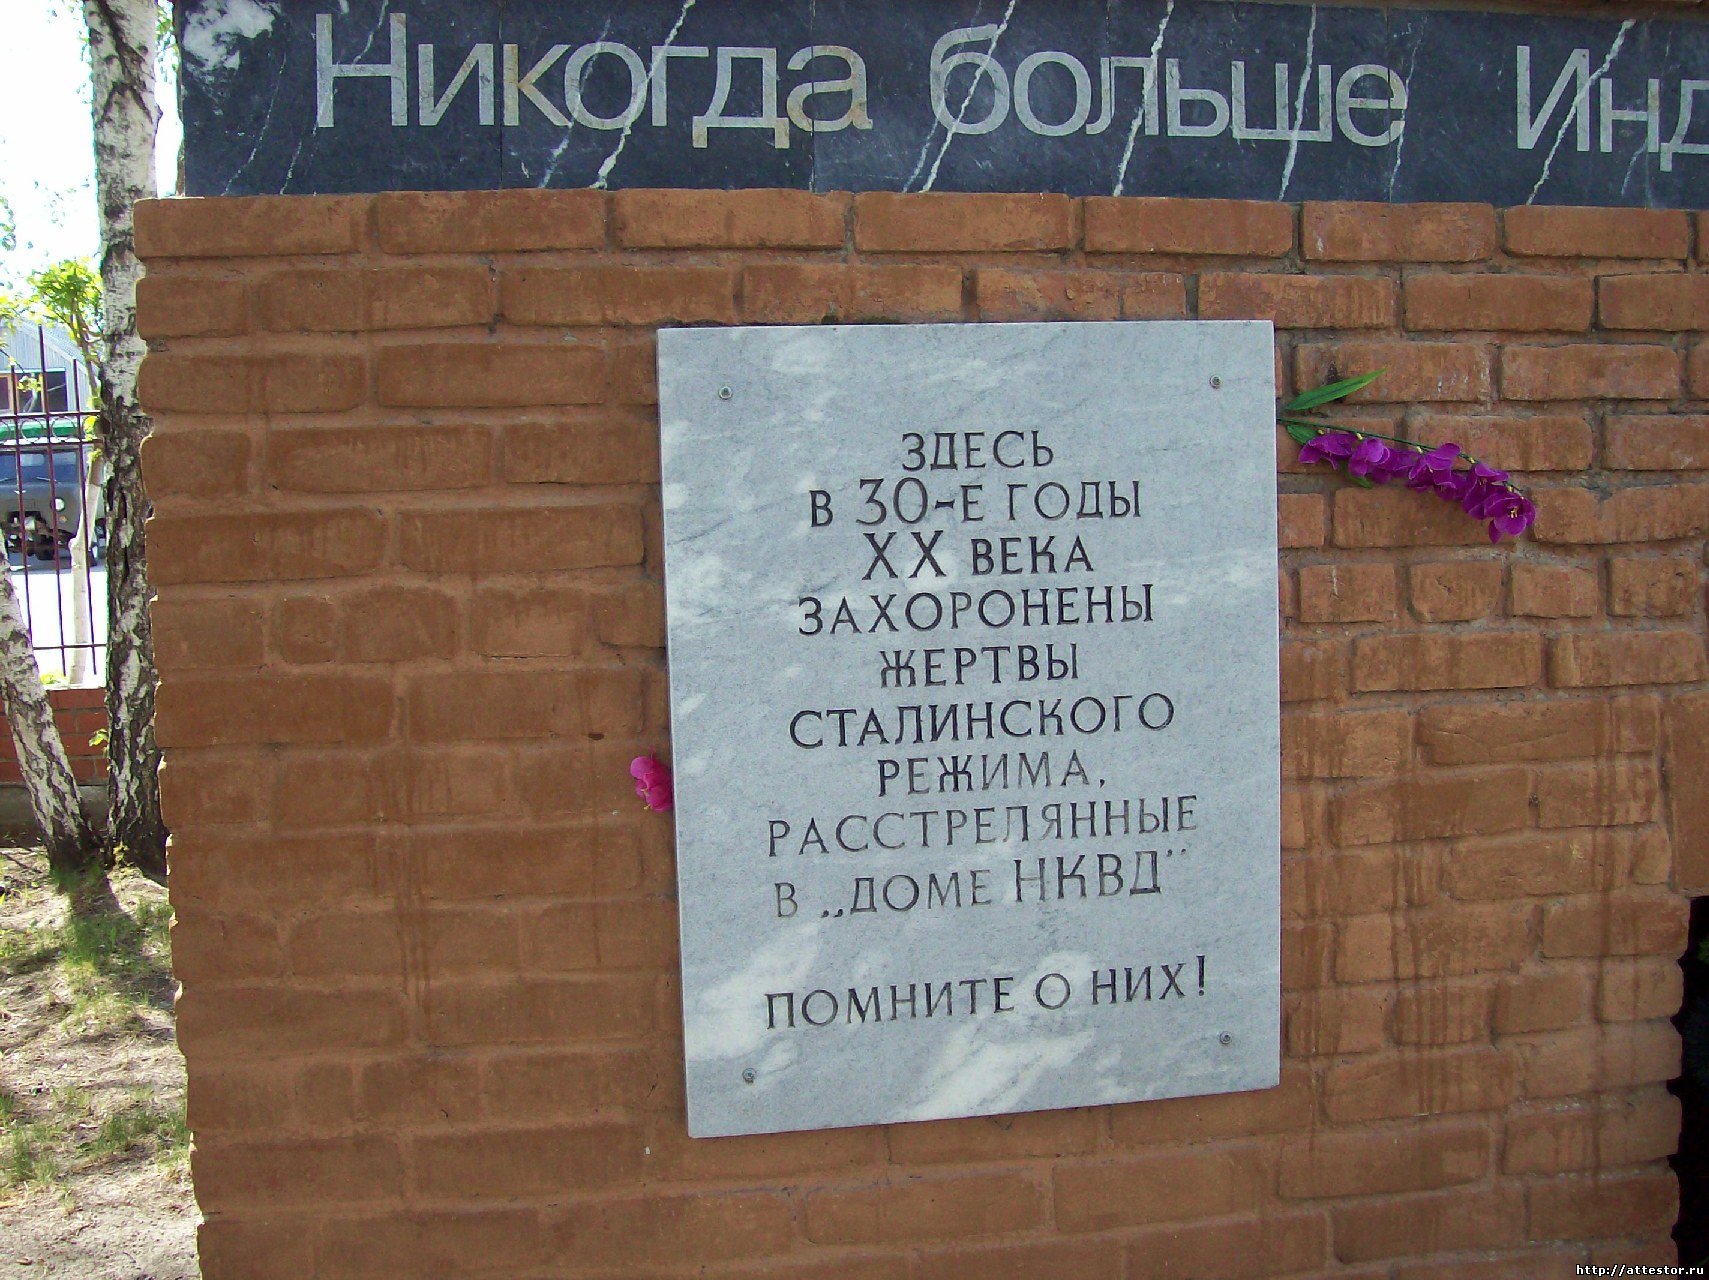 Никогда больше Инд
ЗДЕСЬ
В 30-Е ГОДЫ
XX ВЕКА
ЗАХОРОНЕНЫ
ЖЕРТВЫ
СТАЛИНСКОГО
РЕЖИМА,
РАССТРЕЛЯННЫЕ
В „ДОМЕ НКВД"
ПОМНИТЕ О НИХ!
http://attestor.ru